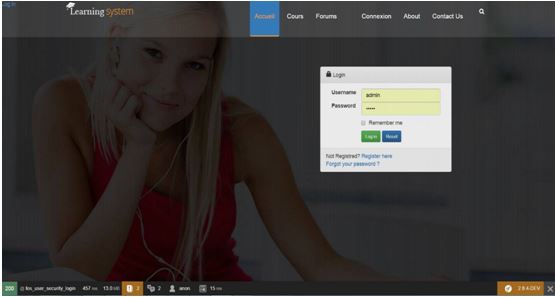 Log in
Learning system
Accueil Cours Forums Connexion About Contact Us
Login
Username admin
Password •••••
Remember me
Log in Reset
Not Registred? Register here
Forgot your password ?
200 @ fos_user_security_login 457 ms 13.0 MB 2 2 anon. 15 ms 2.8.4-DEV